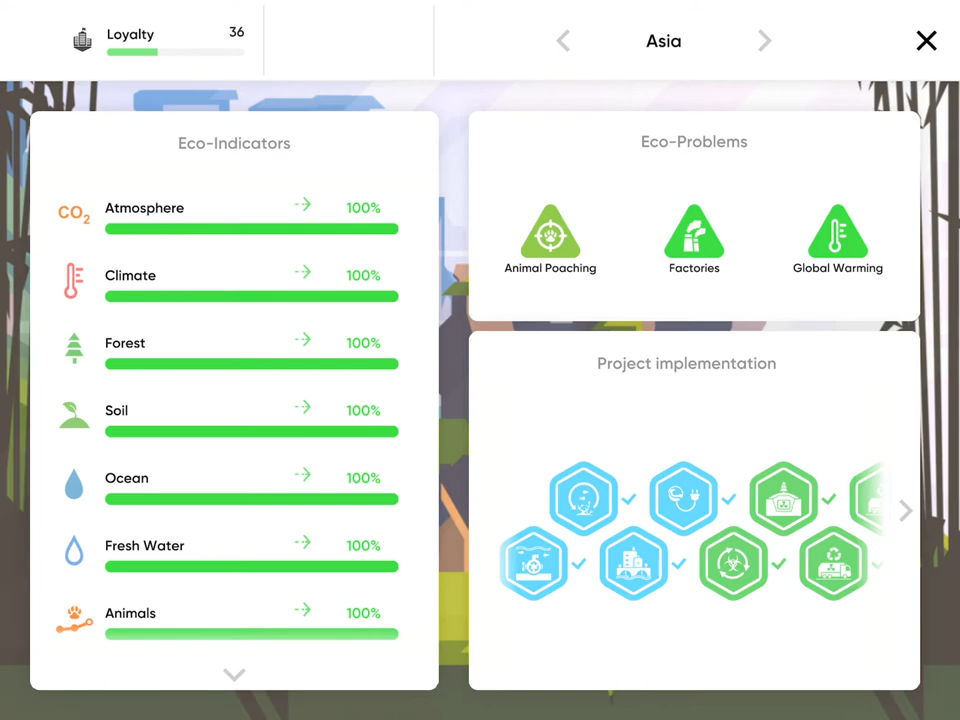 Loyalty 36
Asia
Eco-Indicators
CO2 Atmosphere 100%
Climate 100%
Forest 100%
Soil 100%
Ocean 100%
Fresh Water 100%
Animals 100%
Eco-Problems
Animal Poaching Factories Global Warming
Project implementation